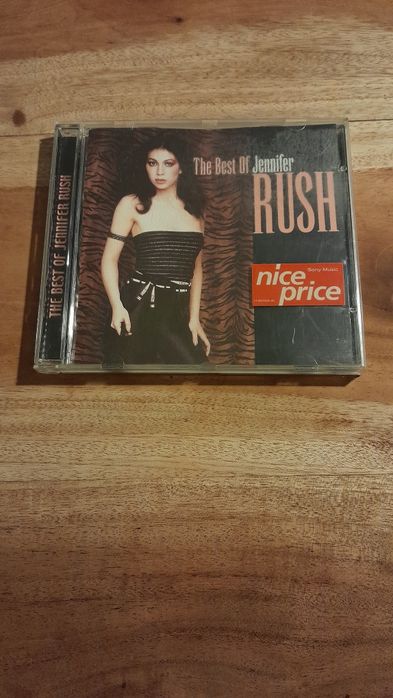 THE BEST OF JENNIFER RUSH
The Best Of Jennifer
RUSH
Sony Music
nice
price